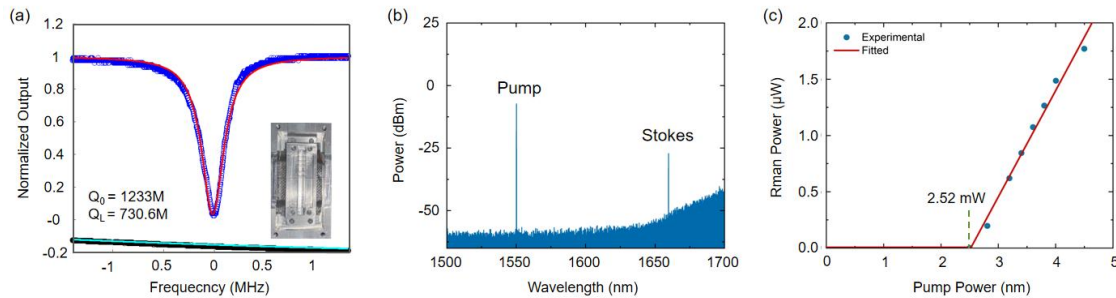 (a)
Normalized Output
1.2
1
0.8
0.6
0.4
0.2
-0
-0.2
Q0 = 1233M
QL = 730.6M
-1
-0.5
0
0.5
1
Frequecncy (MHz)
(b)
Power (dBm)
25
0
-25
-50
Pump
Stokes
1500
1550
1600
1650
1700
Wavelength (nm)
(c)
Rman Power (μW)
2.0
1.5
1.0
0.5
0.0
Experimental
Fitted
2.52 mW
0
1
2
3
4
5
Pump Power (nm)